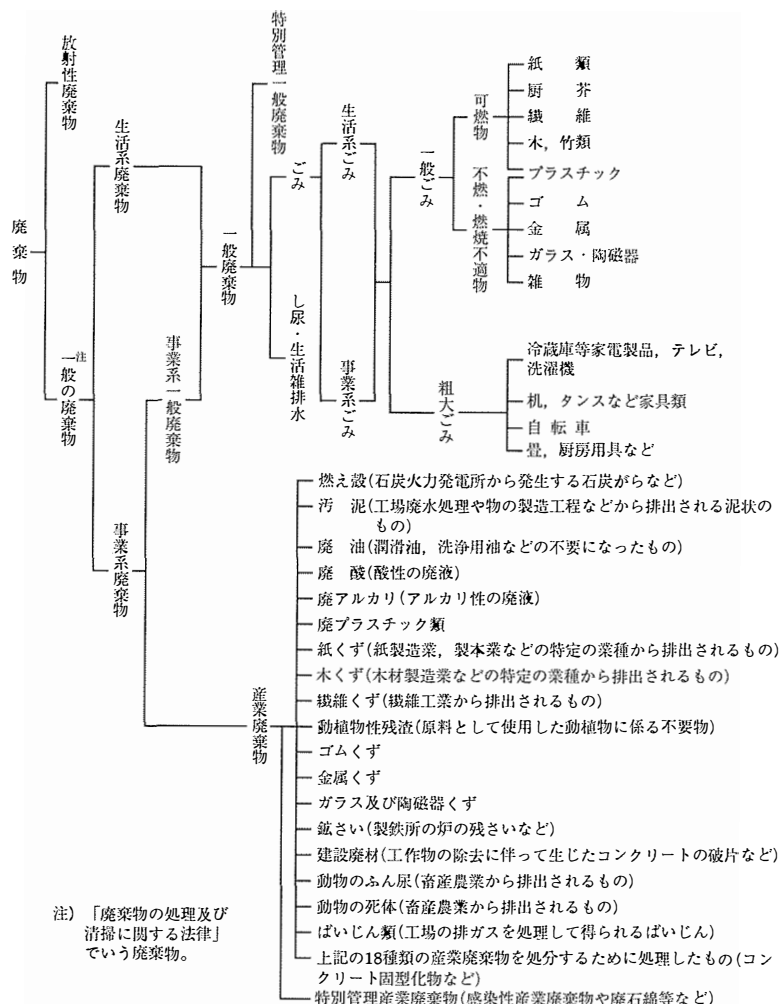 廃棄物
放射性廃棄物
一般の廃棄物
注
生活系廃棄物
事業系廃棄物
事業系一般廃棄物
一般廃棄物
特別管理一般廃棄物
ごみ
し尿・生活雑排水
生活系ごみ
事業系ごみ
一般ごみ
粗大ごみ
可燃物
不燃・燃焼不適物
紙 類
厨 芥
繊 維
木，竹類
プラスチック
ゴ ム
金 属
ガラス・陶磁器
雑 物
冷蔵庫等家電製品，テレビ，
洗濯機
机，タンスなど家具類
自 転 車
畳，厨房用具など
産業廃棄物
燃え殻(石炭火力発電所から発生する石炭がらなど)
汚 泥(工場廃水処理や物の製造工程などから排出される泥状の
もの)
廃 油(潤滑油，洗浄用油などの不要になったもの)
廃 酸(酸性の廃液)
廃アルカリ(アルカリ性の廃液)
廃プラスチック類
紙くず(紙製造業，製本業などの特定の業種から排出されるもの)
木くず(木材製造業などの特定の業種から排出されるもの)
繊維くず(繊維工業から排出されるもの)
動植物性残渣(原料として使用した動植物に係る不要物)
ゴムくず
金属くず
ガラス及び陶磁器くず
鉱さい(製鉄所の炉の残さいなど)
建設廃材(工作物の除去に伴って生じたコンクリートの破片など)
動物のふん尿(畜産農業から排出されるもの)
動物の死体(畜産農業から排出されるもの)
ばいじん類(工場の排ガスを処理して得られるばいじん)
上記の18種類の産業廃棄物を処分するために処理したもの(コン
クリート固型化物など)
特別管理産業廃棄物(感染性産業廃棄物や廃石綿等など)
注) 「廃棄物の処理及び
清掃に関する法律」
でいう廃棄物。